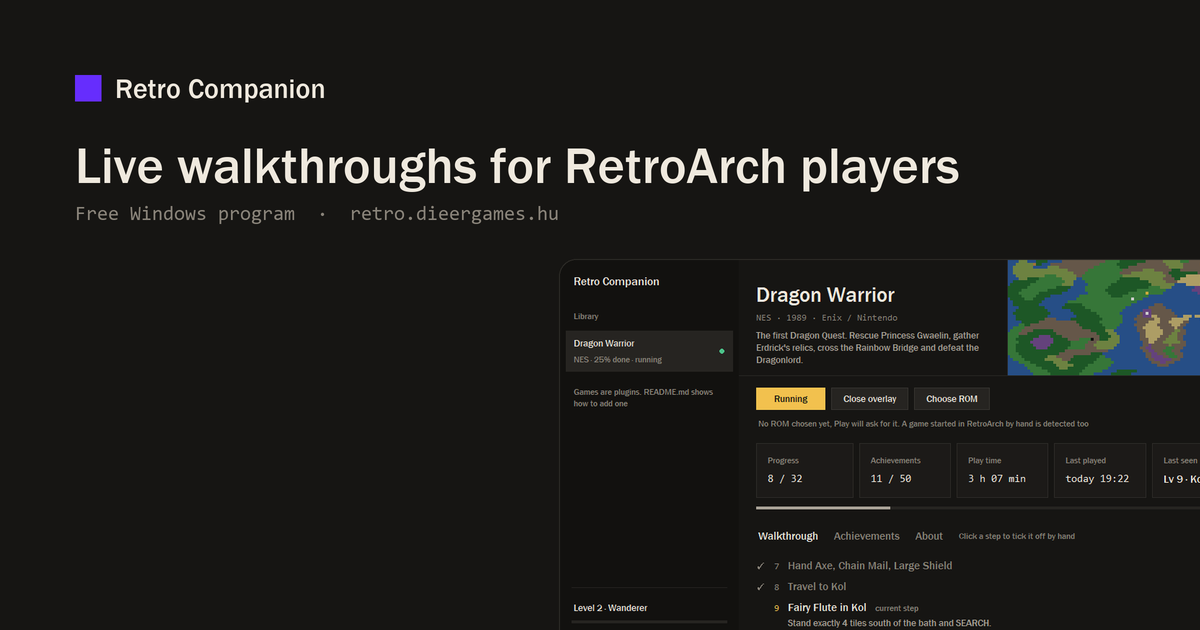 Retro Companion
Live walkthroughs for RetroArch players
Free Windows program · retro.dieergames.hu
Retro Companion
Library
Dragon Warrior
NES · 25% done · running
Games are plugins. README.md shows
how to add one
Level 2 · Wanderer
Dragon Warrior
NES · 1989 · Enix / Nintendo
The first Dragon Quest. Rescue Princess Gwaelin, gather
Erdrick's relics, cross the Rainbow Bridge and defeat the
Dragonlord.
Running Close overlay Choose ROM
No ROM chosen yet, Play will ask for it. A game started in RetroArch by hand is detected too
Progress Achievements Play time Last played Last seen
8 / 32 11 / 50 3 h 07 min today 19:22 Lv 9 ·
Walkthrough Achievements About Click a step to tick it off by hand
✓ 7 Hand Axe, Chain Mail, Large Shield
✓ 8 Travel to Kol
9 Fairy Flute in Kol current step
Stand exactly 4 tiles south of the bath and SEARCH.